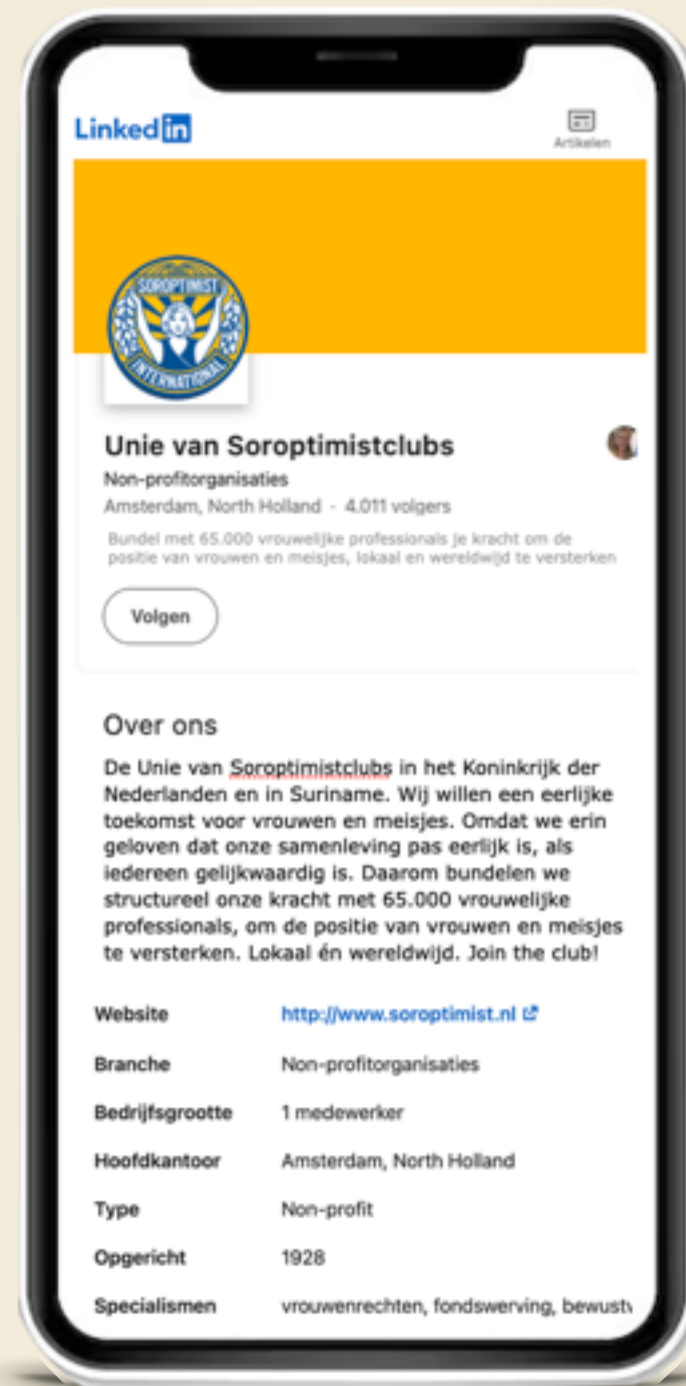 Linked in
Artikelen
SOROPTIMIST
INTERNATIONAL
Unie van Soroptimistclubs
Non-profitorganisaties
Amsterdam, North Holland - 4.011 volgers
Bundel met 65.000 vrouwelijke professionals je kracht om de
positie van vrouwen en meisjes, lokaal en wereldwijd te versterken
Volgen
Over ons
De Unie van Soroptimistclubs in het Koninkrijk der
Nederlanden en in Suriname. Wij willen een eerlijke
toekomst voor vrouwen en meisjes. Omdat we erin
geloven dat onze samenleving pas eerlijk is, als
iedereen gelijkwaardig is. Daarom bundelen we
structureel onze kracht met 65.000 vrouwelijke
professionals, om de positie van vrouwen en meisjes
te versterken. Lokaal én wereldwijd. Join the club!
Website http://www.soroptimist.nl
Branche Non-profitorganisaties
Bedrijfsgrootte 1 medewerker
Hoofdkantoor Amsterdam, North Holland
Type Non-profit
Opgericht 1928
Specialismen vrouwenrechten, fondswerving,